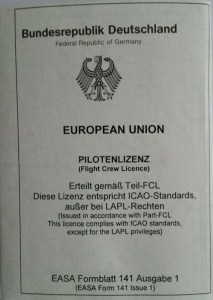 Bundesrepublik Deutschland
Federal Republic of Germany
EUROPEAN UNION
PILOTENLIZENZ
(Flight Crew Licence)
Erteilt gemäß Teil-FCL
Diese Lizenz entspricht ICAO-Standards,
außer bei LAPL-Rechten
(Issued in accordance with Part-FCL
This licence complies with ICAO standards,
except for the LAPL privileges)
EASA Formblatt 141 Ausgabe 1
(EASA Form 141 Issue 1)